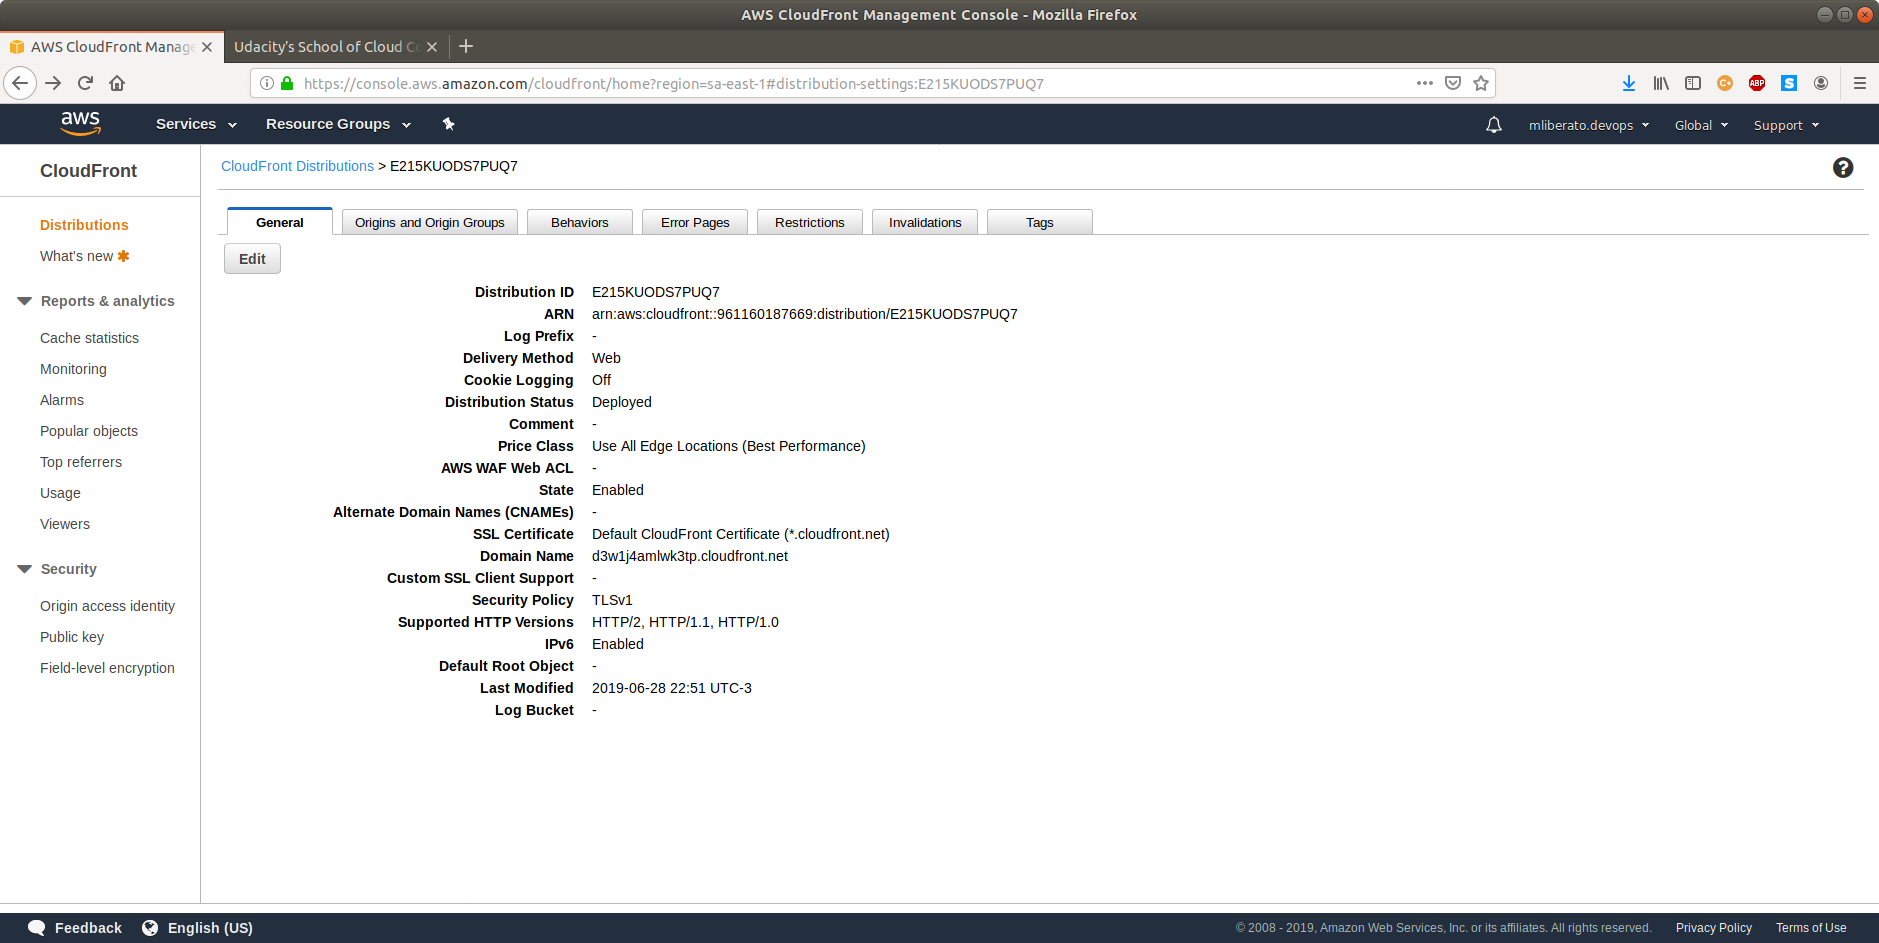 AWS CloudFront Management Console - Mozilla Firefox
AWS CloudFront Manage
Udacity's School of Cloud C
https://console.aws.amazon.com/cloudfront/home?region=sa-east-1#distribution-settings:E215KUODS7PUQ7
C+
ABP
S
aws
Services
Resource Groups
mliberato.devops
Global
Support
CloudFront
CloudFront Distributions > E215KUODS7PUQ7
?
Distributions
What's new
Reports & analytics
Cache statistics
Monitoring
Alarms
Popular objects
Top referrers
Usage
Viewers
Security
Origin access identity
Public key
Field-level encryption
General
Origins and Origin Groups
Behaviors
Error Pages
Restrictions
Invalidations
Tags
Edit
Distribution ID E215KUODS7PUQ7
ARN arn:aws:cloudfront::961160187669:distribution/E215KUODS7PUQ7
Log Prefix -
Delivery Method Web
Cookie Logging Off
Distribution Status Deployed
Comment -
Price Class Use All Edge Locations (Best Performance)
AWS WAF Web ACL -
State Enabled
Alternate Domain Names (CNAMEs) -
SSL Certificate Default CloudFront Certificate (*.cloudfront.net)
Domain Name d3w1j4amlwk3tp.cloudfront.net
Custom SSL Client Support -
Security Policy TLSv1
Supported HTTP Versions HTTP/2, HTTP/1.1, HTTP/1.0
IPv6 Enabled
Default Root Object -
Last Modified 2019-06-28 22:51 UTC-3
Log Bucket -
Feedback
English (US)
© 2008 - 2019, Amazon Web Services, Inc. or its affiliates. All rights reserved.
Privacy Policy
Terms of Use